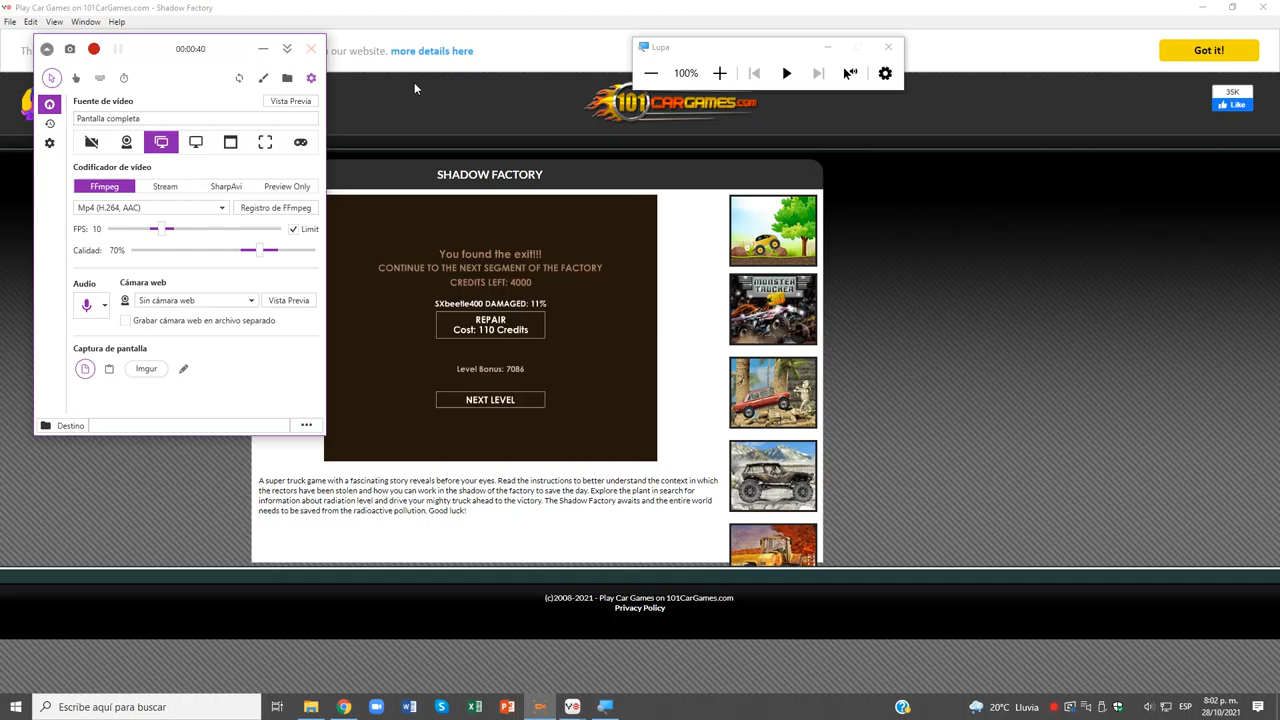 Play Car Games on 101CarGames.com - Shadow Factory
File Edit View Window Help
our website. more details here
Got it!
00:00:40
Lupa
100%
101CARGAMES.COM
35K
Like
Fuente de vídeo
Vista Previa
Pantalla completa
Codificador de vídeo
FFmpeg Stream SharpAvi Preview Only
Mp4 (H.264, AAC) Registro de FFmpeg
FPS: 10 Limit
Calidad: 70%
Audio
Cámara web
Sin cámara web Vista Previa
Grabar cámara web en archivo separado
Captura de pantalla
Imgur
Destino
SHADOW FACTORY
You found the exit!!!
CONTINUE TO THE NEXT SEGMENT OF THE FACTORY
CREDITS LEFT: 4000
SXbeetle400 DAMAGED: 11%
REPAIR
Cost: 110 Credits
Level Bonus: 7086
NEXT LEVEL
MONSTER
TRUCKER
3D
A super truck game with a fascinating story reveals before your eyes. Read the instructions to better understand the context in which
the rectors have been stolen and how you can work in the shadow of the factory to save the day. Explore the plant in search for
information about radiation level and drive your mighty truck ahead to the victory. The Shadow Factory awaits and the entire world
needs to be saved from the radioactive pollution. Good luck!
(c)2008-2021 - Play Car Games on 101CarGames.com
Privacy Policy
Escribe aquí para buscar
20°C Lluvia
ESP
8:02 p. m.
28/10/2021